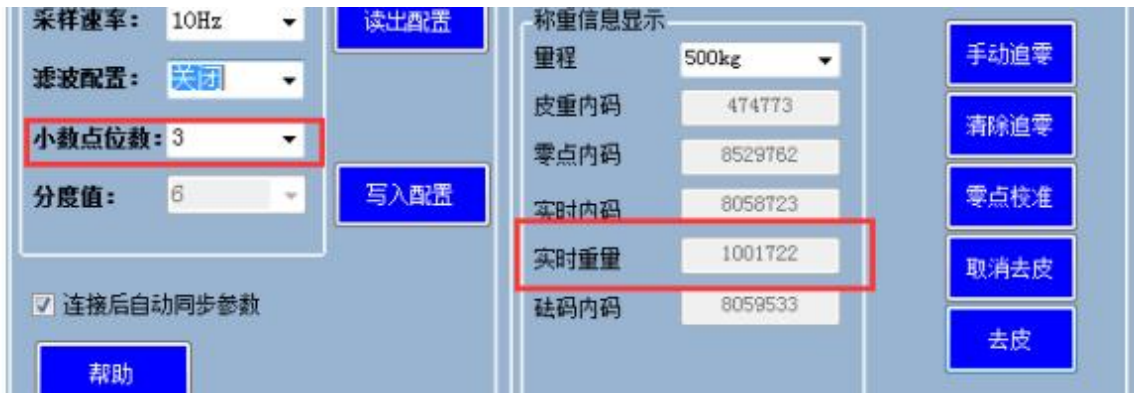 采样速率： 10Hz
读出配置
滤波配置： 关闭
小数点位数： 3
分度值： 6
写入配置
连接后自动同步参数
帮助
称重信息显示
量程 500kg
皮重内码 474773
零点内码 8529762
实时内码 8058723
实时重量 1001722
砝码内码 8059533
手动追零
清除追零
零点校准
取消去皮
去皮